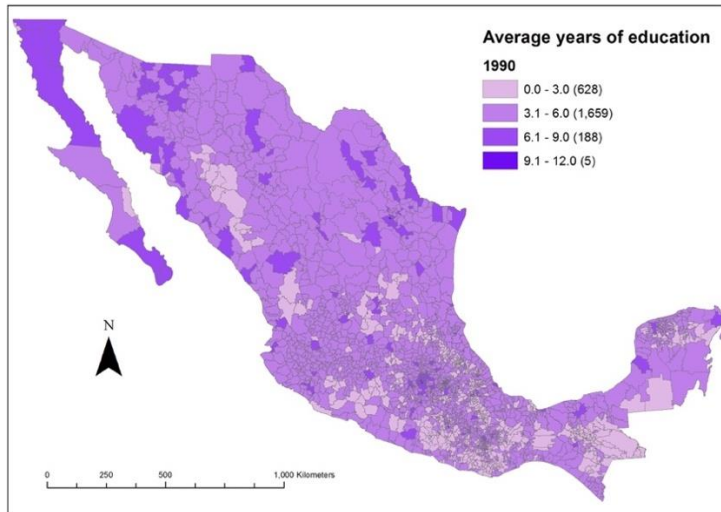 Average years of education
1990
0.0 - 3.0 (628)
3.1 - 6.0 (1,659)
6.1 - 9.0 (188)
9.1 - 12.0 (5)
N
0 250 500 1,000 Kilometers